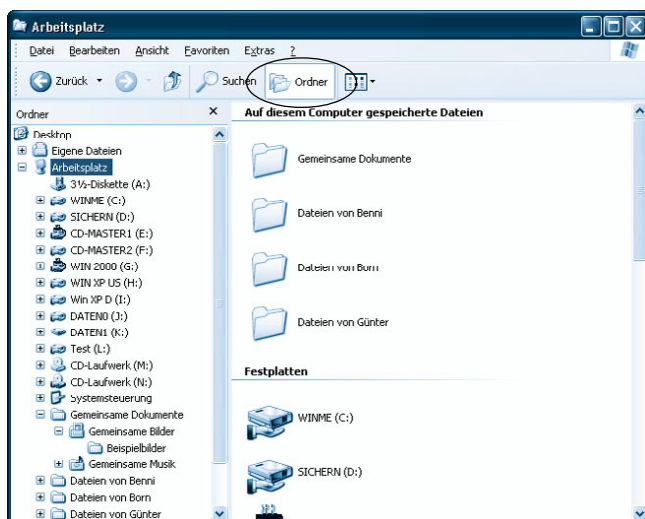 Arbeitsplatz
Datei Bearbeiten Ansicht Favoriten Extras ?
Zurück Suchen Ordner
Ordner
Desktop
Eigene Dateien
Arbeitsplatz
3½-Diskette (A:)
WINME (C:)
SICHERN (D:)
CD-MASTER1 (E:)
CD-MASTER2 (F:)
WIN 2000 (G:)
WIN XP US (H:)
Win XP D (I:)
DATEN0 (J:)
DATEN1 (K:)
Test (L:)
CD-Laufwerk (M:)
CD-Laufwerk (N:)
Systemsteuerung
Gemeinsame Dokumente
Gemeinsame Bilder
Beispielbilder
Gemeinsame Musik
Dateien von Benni
Dateien von Born
Dateien von Günter
Auf diesem Computer gespeicherte Dateien
Gemeinsame Dokumente
Dateien von Benni
Dateien von Born
Dateien von Günter
Festplatten
WINME (C:)
SICHERN (D:)